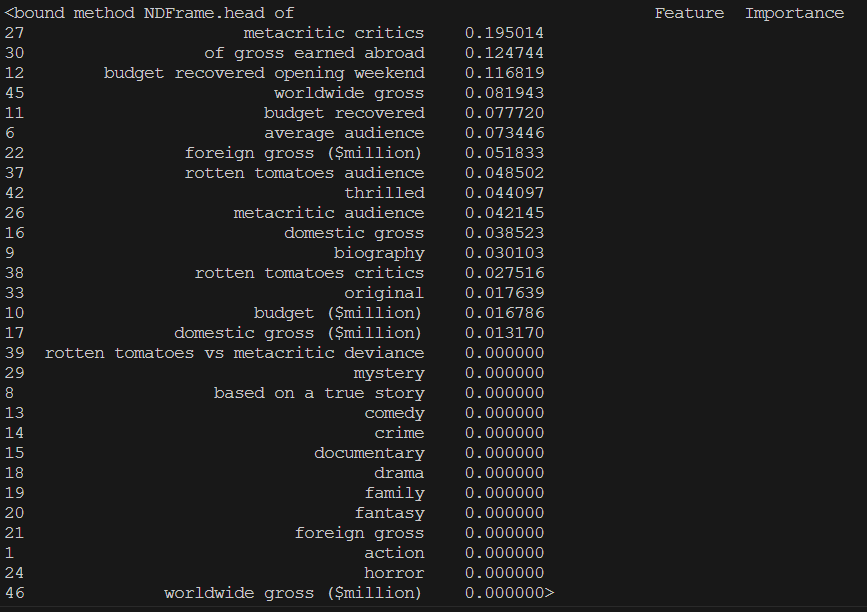 <bound method NDFrame.head of Feature Importance
27 metacritic critics 0.195014
30 of gross earned abroad 0.124744
12 budget recovered opening weekend 0.116819
45 worldwide gross 0.081943
11 budget recovered 0.077720
6 average audience 0.073446
22 foreign gross ($million) 0.051833
37 rotten tomatoes audience 0.048502
42 thrilled 0.044097
26 metacritic audience 0.042145
16 domestic gross 0.038523
9 biography 0.030103
38 rotten tomatoes critics 0.027516
33 original 0.017639
10 budget ($million) 0.016786
17 domestic gross ($million) 0.013170
39 rotten tomatoes vs metacritic deviance 0.000000
29 mystery 0.000000
8 based on a true story 0.000000
13 comedy 0.000000
14 crime 0.000000
15 documentary 0.000000
18 drama 0.000000
19 family 0.000000
20 fantasy 0.000000
21 foreign gross 0.000000
1 action 0.000000
24 horror 0.000000
46 worldwide gross ($million) 0.000000>